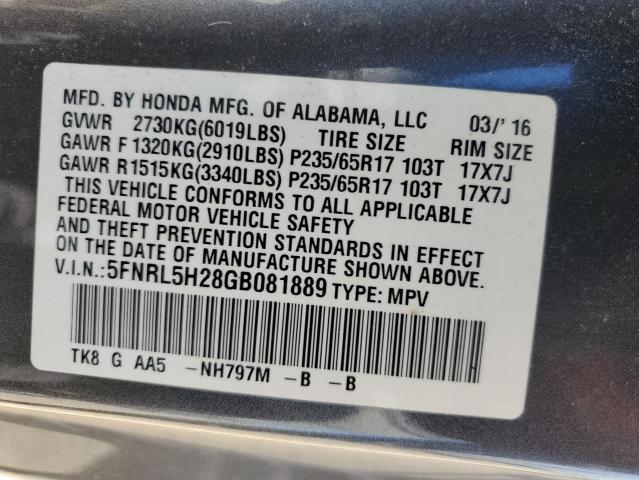 MFD. BY HONDA MFG. OF ALABAMA, LLC 03/' 16
GVWR 2730KG(6019LBS) TIRE SIZE RIM SIZE
GAWR F 1320KG(2910LBS) P235/65R17 103T 17X7J
GAWR R1515KG(3340LBS) P235/65R17 103T 17X7J
THIS VEHICLE CONFORMS TO ALL APPLICABLE
FEDERAL MOTOR VEHICLE SAFETY
AND THEFT PREVENTION STANDARDS IN EFFECT
ON THE DATE OF MANUFACTURE SHOWN ABOVE.
V.I.N.:5FNRL5H28GB081889 TYPE: MPV
TK8 G AA5 -NH797M -B -B